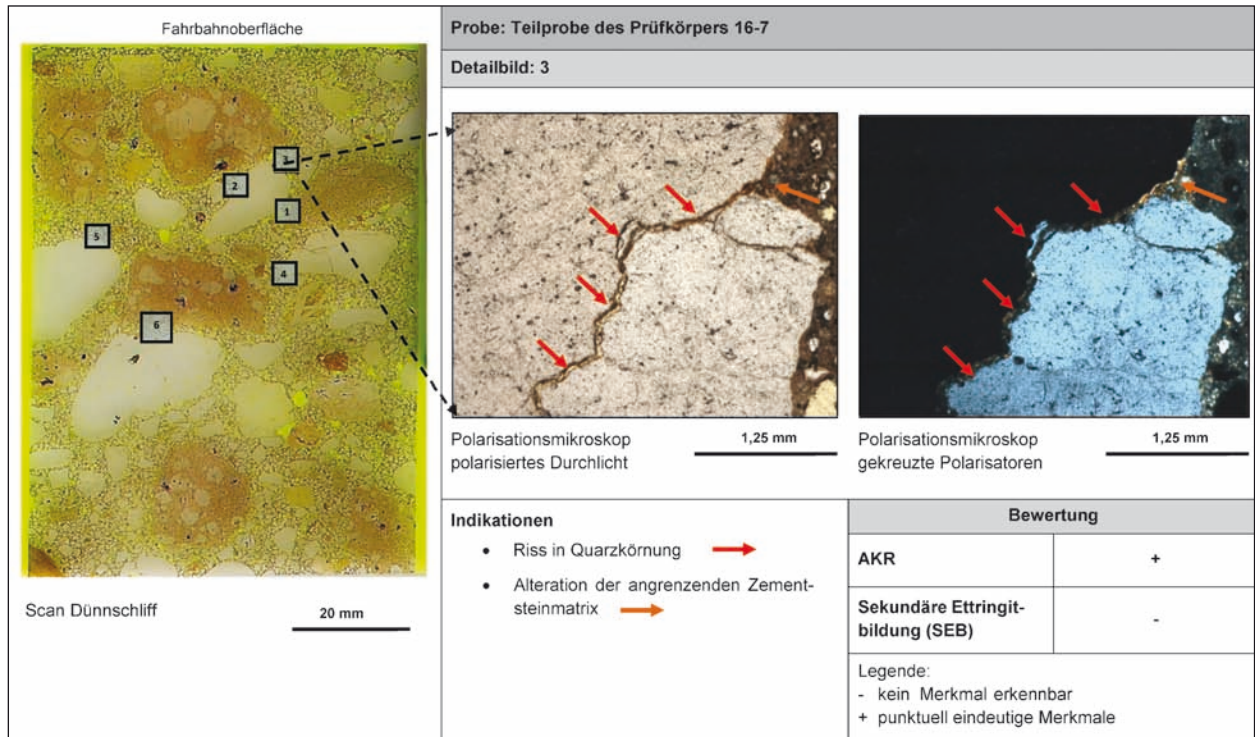 Fahrbahnoberfläche
3
2
1
5
4
6
Scan Dünnschliff
20 mm
Probe: Teilprobe des Prüfkörpers 16-7
Detailbild: 3
Polarisationsmikroskop
polarisiertes Durchlicht
1,25 mm
Polarisationsmikroskop
gekreuzte Polarisatoren
1,25 mm
Indikationen
• Riss in Quarzkörnung
• Alteration der angrenzenden Zement-
steinmatrix
Bewertung
AKR +
Sekundäre Ettringit-
bildung (SEB) -
Legende:
- kein Merkmal erkennbar
+ punktuell eindeutige Merkmale